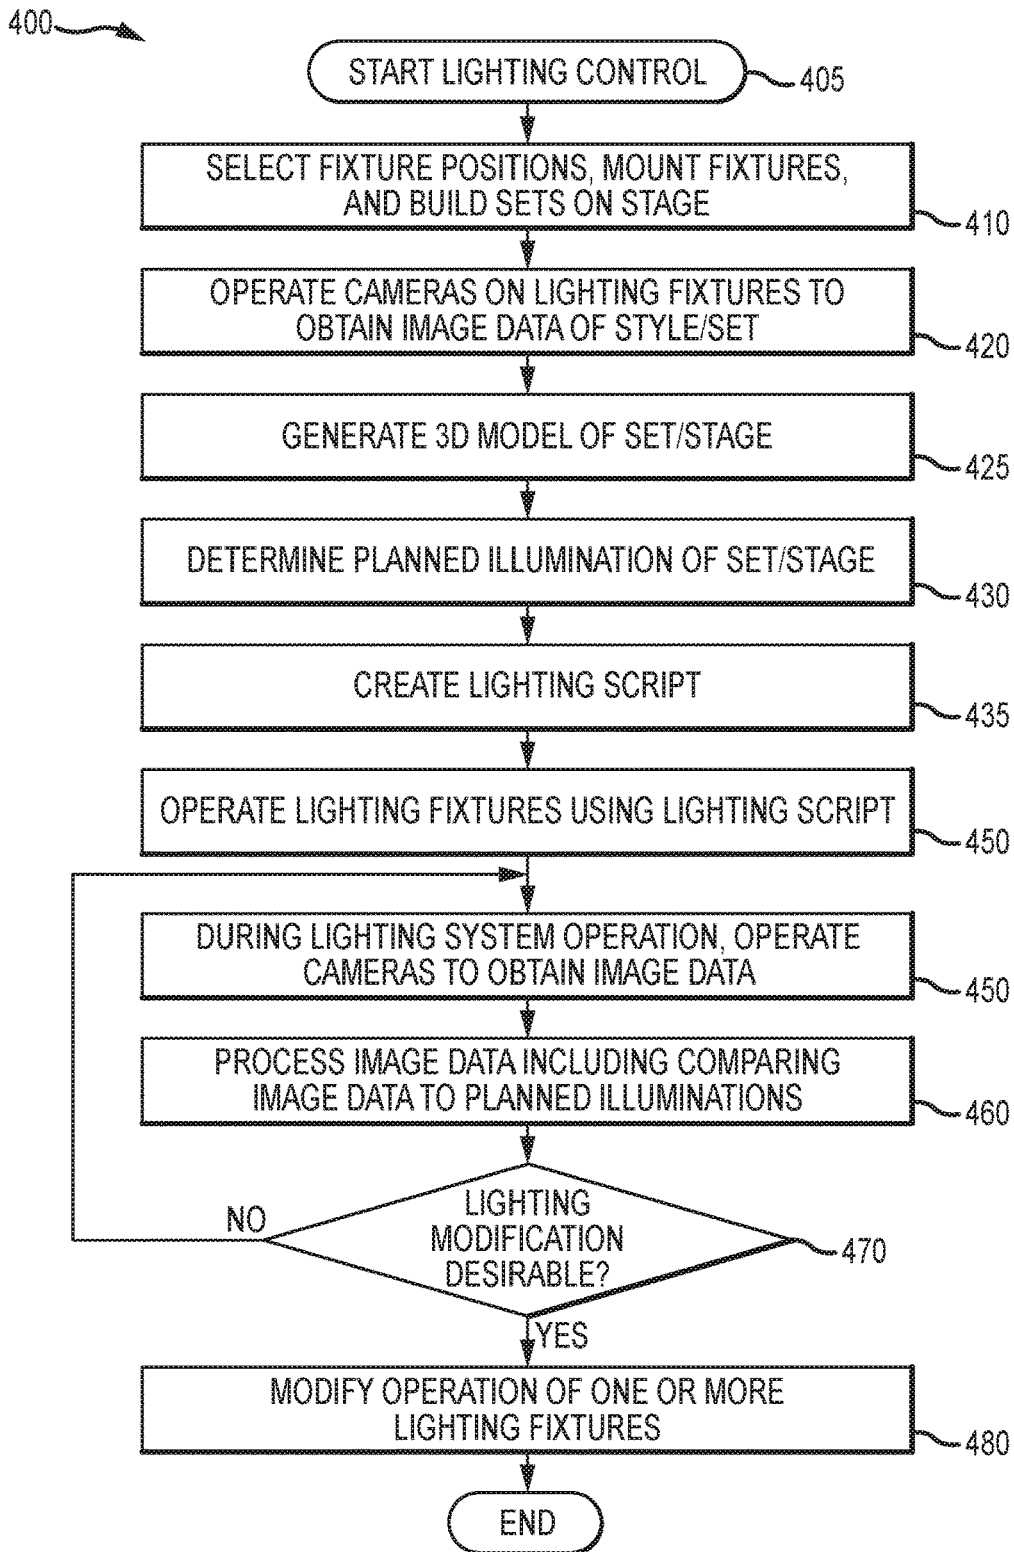 400
START LIGHTING CONTROL
405
SELECT FIXTURE POSITIONS, MOUNT FIXTURES,
AND BUILD SETS ON STAGE
410
OPERATE CAMERAS ON LIGHTING FIXTURES TO
OBTAIN IMAGE DATA OF STYLE/SET
420
GENERATE 3D MODEL OF SET/STAGE
425
DETERMINE PLANNED ILLUMINATION OF SET/STAGE
430
CREATE LIGHTING SCRIPT
435
OPERATE LIGHTING FIXTURES USING LIGHTING SCRIPT
450
DURING LIGHTING SYSTEM OPERATION, OPERATE
CAMERAS TO OBTAIN IMAGE DATA
450
PROCESS IMAGE DATA INCLUDING COMPARING
IMAGE DATA TO PLANNED ILLUMINATIONS
460
NO
LIGHTING
MODIFICATION
DESIRABLE?
470
YES
MODIFY OPERATION OF ONE OR MORE
LIGHTING FIXTURES
480
END